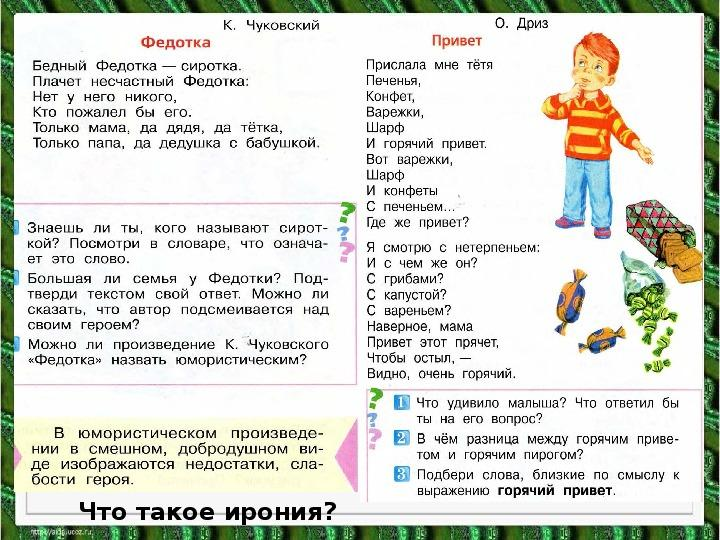 К. Чуковский
Федотка
Бедный Федотка — сиротка.
Плачет несчастный Федотка:
Нет у него никого,
Кто пожалел бы его.
Только мама, да дядя, да тётка,
Только папа, да дедушка с бабушкой.
Знаешь ли ты, кого называют сирот-
кой? Посмотри в словаре, что означа-
ет это слово.
Большая ли семья у Федотки? Под-
тверди текстом свой ответ. Можно ли
сказать, что автор подсмеивается над
своим героем?
Можно ли произведение К. Чуковского
«Федотка» назвать юмористическим?
В юмористическом произведе-
нии в смешном, добродушном ви-
де изображаются недостатки, сла-
бости героя.
Что такое ирония?
О. Дриз
Привет
Прислала мне тётя
Печенья,
Конфет,
Варежки,
Шарф
И горячий привет.
Вот варежки,
Шарф
И конфеты
С печеньем...
Где же привет?
Я смотрю с нетерпеньем:
И с чем же он?
С грибами?
С капустой?
С вареньем?
Наверное, мама
Привет этот прячет,
Чтобы остыл, —
Видно, очень горячий.
? ? ?
? ? ?
1 Что удивило малыша? Что ответил бы
ты на его вопрос?
2 В чём разница между горячим приве-
том и горячим пирогом?
3 Подбери слова, близкие по смыслу к
выражению горячий привет.